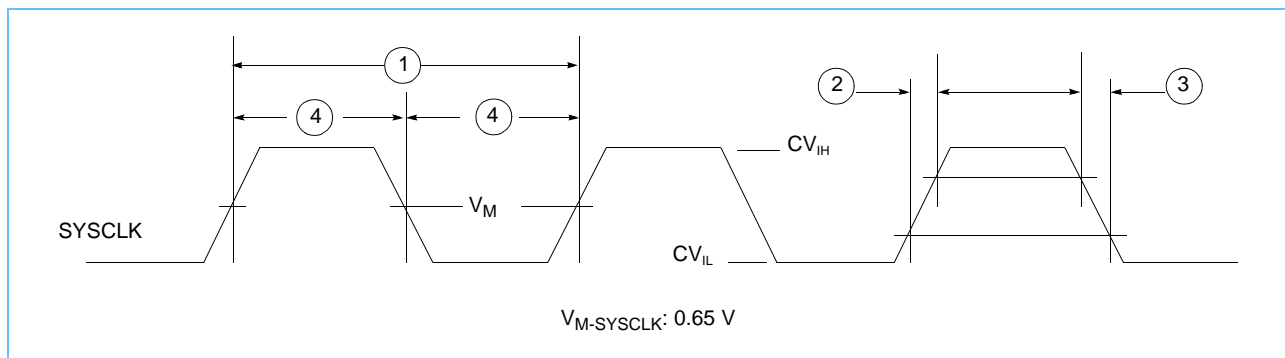 1
2
3
4
4
CV_IH
V_M
SYSCLK
CV_IL
V_M-SYSCLK: 0.65 V